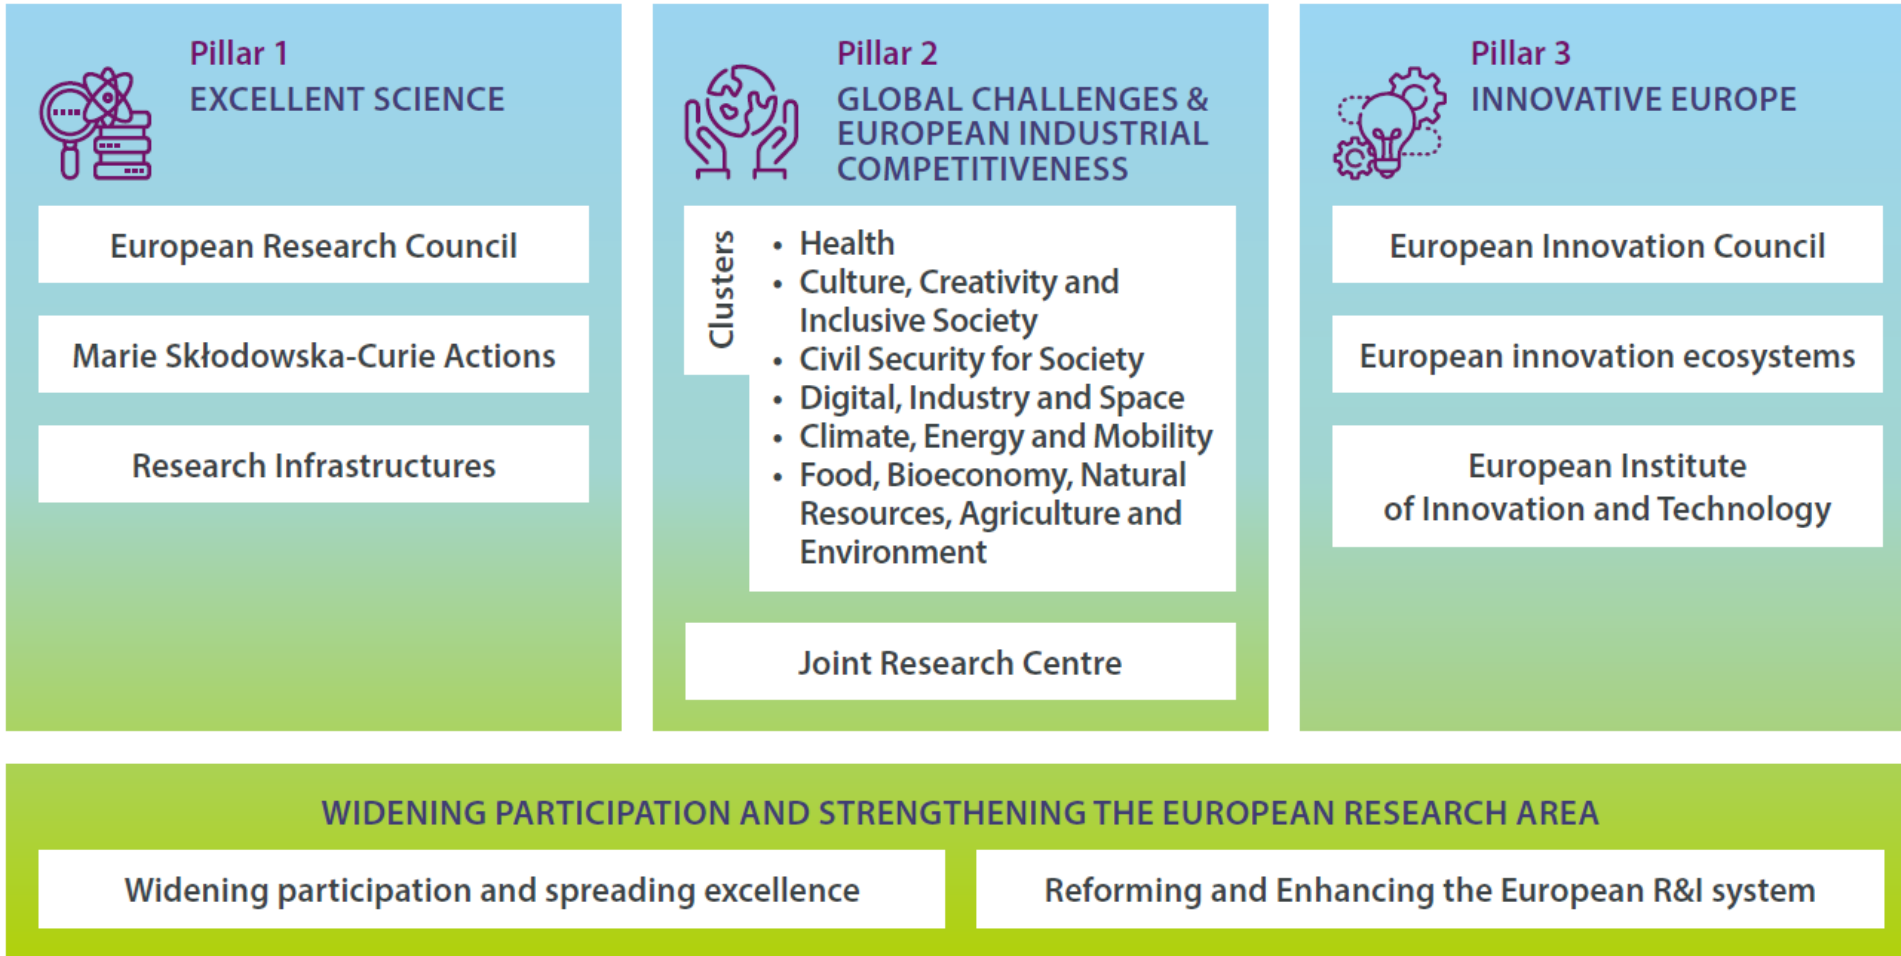 Pillar 1
EXCELLENT SCIENCE
European Research Council
Marie Skłodowska-Curie Actions
Research Infrastructures
Pillar 2
GLOBAL CHALLENGES &
EUROPEAN INDUSTRIAL
COMPETITIVENESS
Clusters
• Health
• Culture, Creativity and
Inclusive Society
• Civil Security for Society
• Digital, Industry and Space
• Climate, Energy and Mobility
• Food, Bioeconomy, Natural
Resources, Agriculture and
Environment
Joint Research Centre
Pillar 3
INNOVATIVE EUROPE
European Innovation Council
European innovation ecosystems
European Institute
of Innovation and Technology
WIDENING PARTICIPATION AND STRENGTHENING THE EUROPEAN RESEARCH AREA
Widening participation and spreading excellence
Reforming and Enhancing the European R&I system